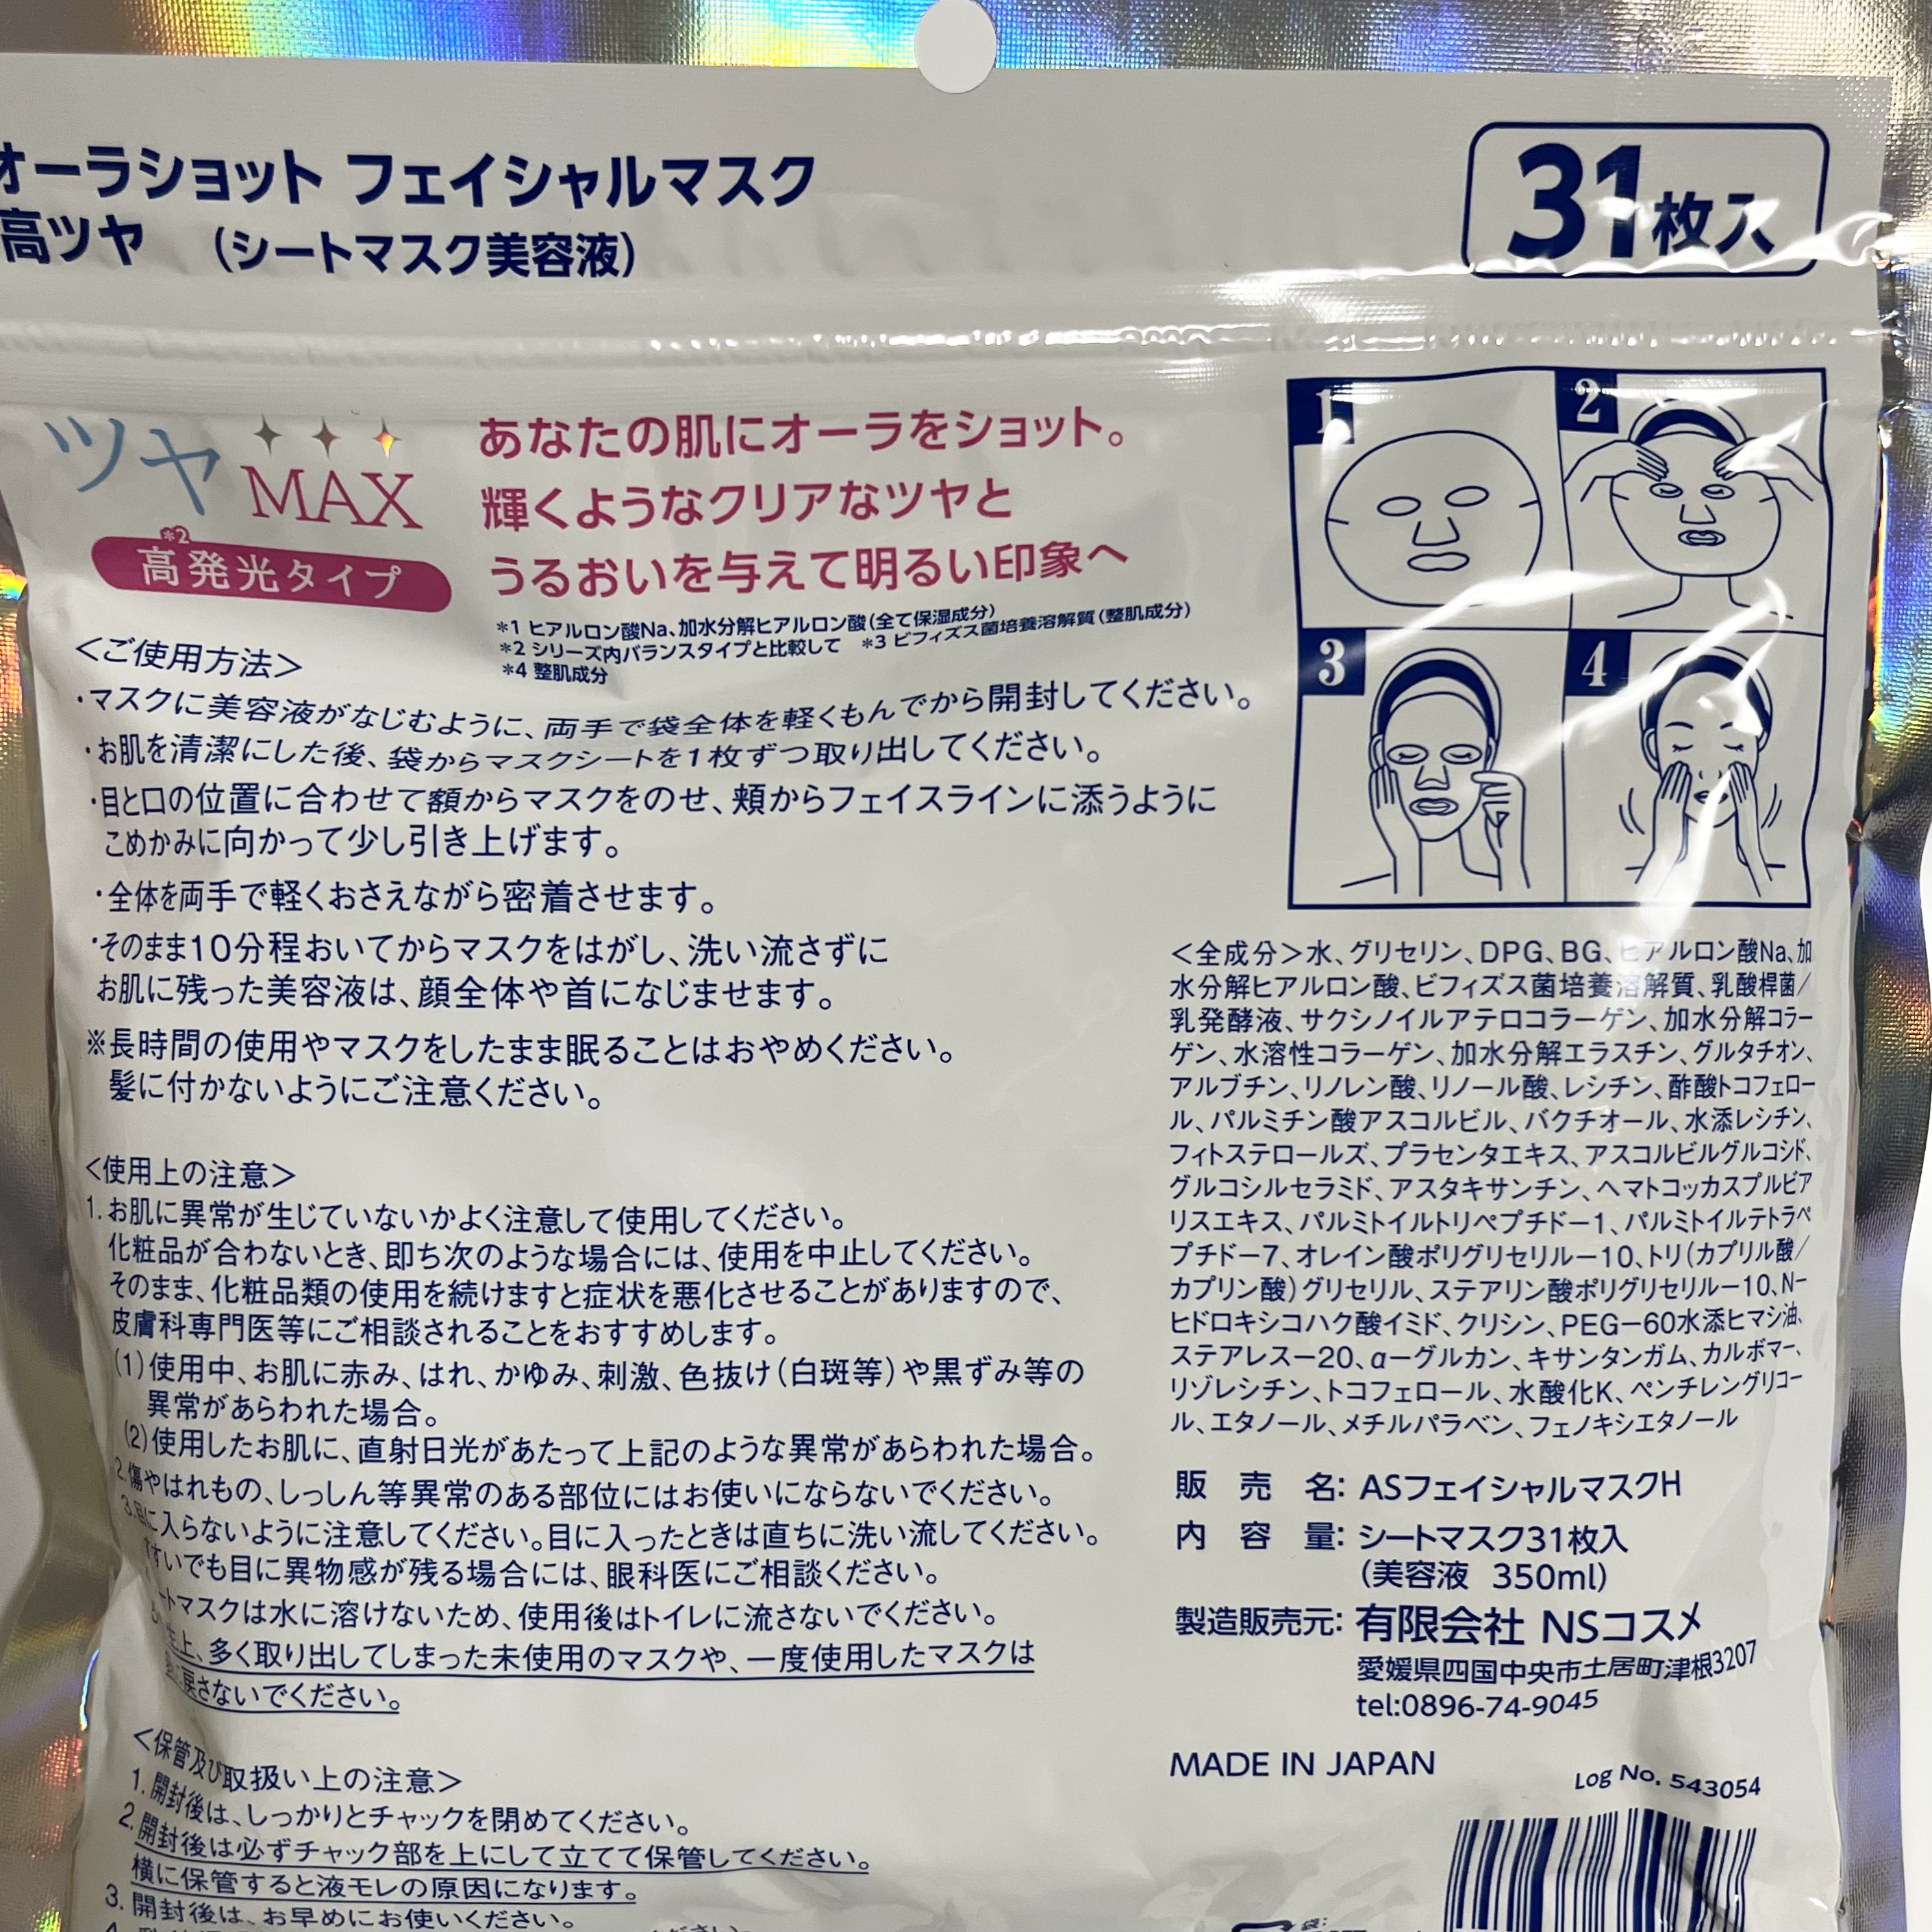 オーラショット フェイシャルマスク
高ツヤ （シートマスク美容液）
31枚入
ツヤ
MAX
*2
高発光タイプ
あなたの肌にオーラをショット。
輝くようなクリアなツヤと
うるおいを与えて明るい印象へ
*1 ヒアルロン酸Na、加水分解ヒアルロン酸（全て保湿成分）
*2 シリーズ内バランスタイプと比較して *3 ビフィズス菌培養溶解質（整肌成分）
*4 整肌成分
1
2
3
4
＜ご使用方法＞
・マスクに美容液がなじむように、両手で袋全体を軽くもんでから開封してください。
・お肌を清潔にした後、袋からマスクシートを1枚ずつ取り出してください。
・目と口の位置に合わせて額からマスクをのせ、頬からフェイスラインに添うように
こめかみに向かって少し引き上げます。
・全体を両手で軽くおさえながら密着させます。
・そのまま10分程おいてからマスクをはがし、洗い流さずに
お肌に残った美容液は、顔全体や首になじませます。
※長時間の使用やマスクをしたまま眠ることはおやめください。
髪に付かないようにご注意ください。
＜使用上の注意＞
1. お肌に異常が生じていないかよく注意して使用してください。
化粧品が合わないとき、即ち次のような場合には、使用を中止してください。
そのまま、化粧品類の使用を続けますと症状を悪化させることがありますので、
皮膚科専門医等にご相談されることをおすすめします。
（1）使用中、お肌に赤み、はれ、かゆみ、刺激、色抜け（白斑等）や黒ずみ等の
異常があらわれた場合。
（2）使用したお肌に、直射日光があたって上記のような異常があらわれた場合。
2. 傷やはれもの、しっしん等異常のある部位にはお使いにならないでください。
3. 目に入らないように注意してください。目に入ったときは直ちに洗い流してください。
すすいでも目に異物感が残る場合には、眼科医にご相談ください。
ートマスクは水に溶けないため、使用後はトイレに流さないでください。
生上、多く取り出してしまった未使用のマスクや、一度使用したマスクは
戻さないでください。
＜保管及び取扱い上の注意＞
1. 開封後は、しっかりとチャックを閉めてください。
2. 開封後は必ずチャック部を上にして立てて保管してください。
横に保管すると液モレの原因になります。
3. 開封後は、お早めにお使いください。
＜全成分＞水、グリセリン、DPG、BG、ヒアルロン酸Na、加
水分解ヒアルロン酸、ビフィズス菌培養溶解質、乳酸桿菌／
乳発酵液、サクシノイルアテロコラーゲン、加水分解コラー
ゲン、水溶性コラーゲン、加水分解エラスチン、グルタチオン、
アルブチン、リノレン酸、リノール酸、レシチン、酢酸トコフェロー
ル、パルミチン酸アスコルビル、バクチオール、水添レシチン、
フィトステロールズ、プラセンタエキス、アスコルビルグルコシド、
グルコシルセラミド、アスタキサンチン、ヘマトコッカスプルビア
リスエキス、パルミトイルトリペプチドー1、パルミトイルテトラペ
プチドー7、オレイン酸ポリグリセリルー10、トリ（カプリル酸／
カプリン酸）グリセリル、ステアリン酸ポリグリセリルー10、N-
ヒドロキシコハク酸イミド、クリシン、PEGー60水添ヒマシ油、
ステアレスー20、αーグルカン、キサンタンガム、カルボマー、
リゾレシチン、トコフェロール、水酸化K、ペンチレングリコー
ル、エタノール、メチルパラベン、フェノキシエタノール
販売名：ASフェイシャルマスクH
内容量：シートマスク31枚入
（美容液 350ml）
製造販売元：有限会社 NSコスメ
愛媛県四国中央市土居町津根3207
tel:0896-74-9045
MADE IN JAPAN
Log No. 543054
袋：